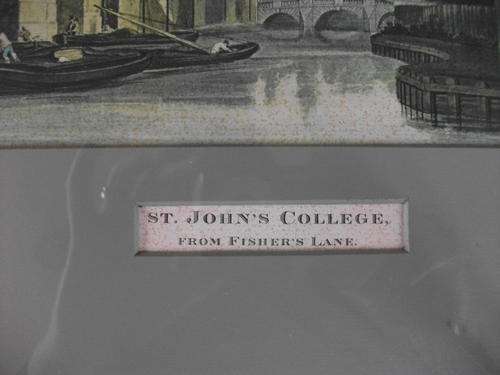 ST. JOHN'S COLLEGE,
FROM FISHER'S LANE.